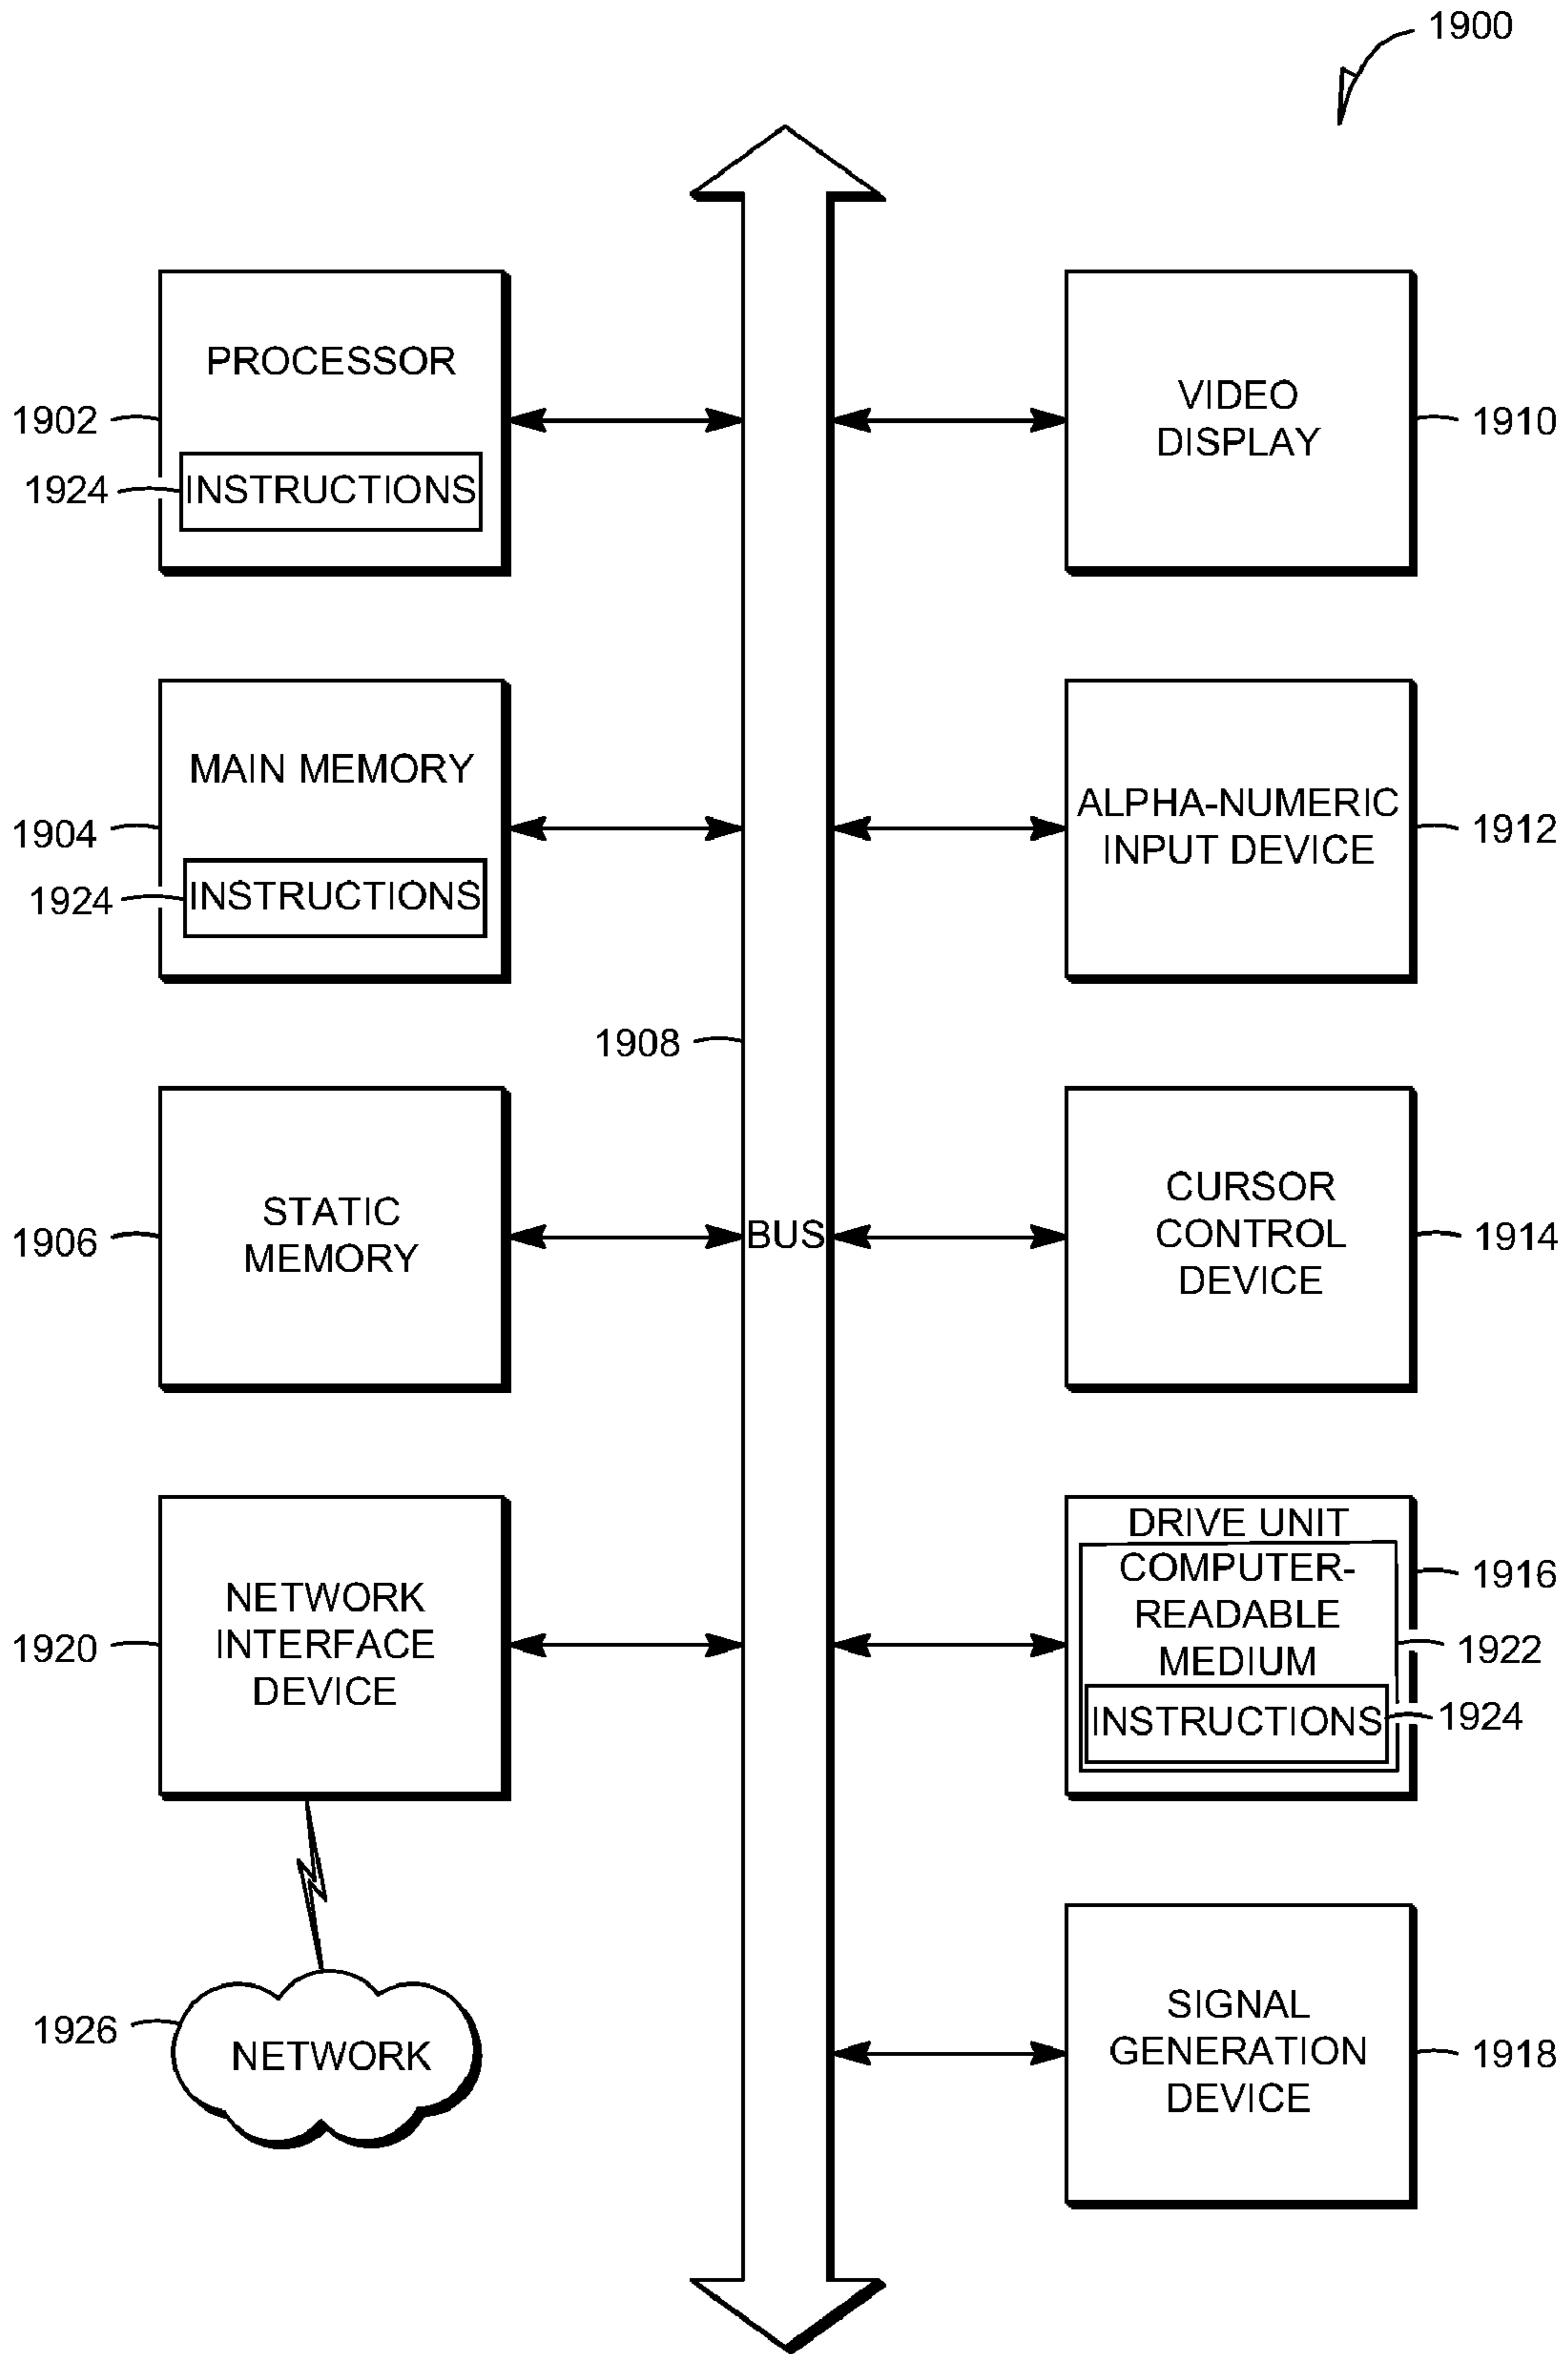 1900
PROCESSOR
1902
1924
INSTRUCTIONS
VIDEO
DISPLAY
1910
MAIN MEMORY
1904
1924
INSTRUCTIONS
ALPHA-NUMERIC
INPUT DEVICE
1912
1908
STATIC
MEMORY
1906
BUS
CURSOR
CONTROL
DEVICE
1914
NETWORK
INTERFACE
DEVICE
1920
DRIVE UNIT
1916
COMPUTER-
READABLE
MEDIUM
1922
INSTRUCTIONS
1924
1926
NETWORK
SIGNAL
GENERATION
DEVICE
1918